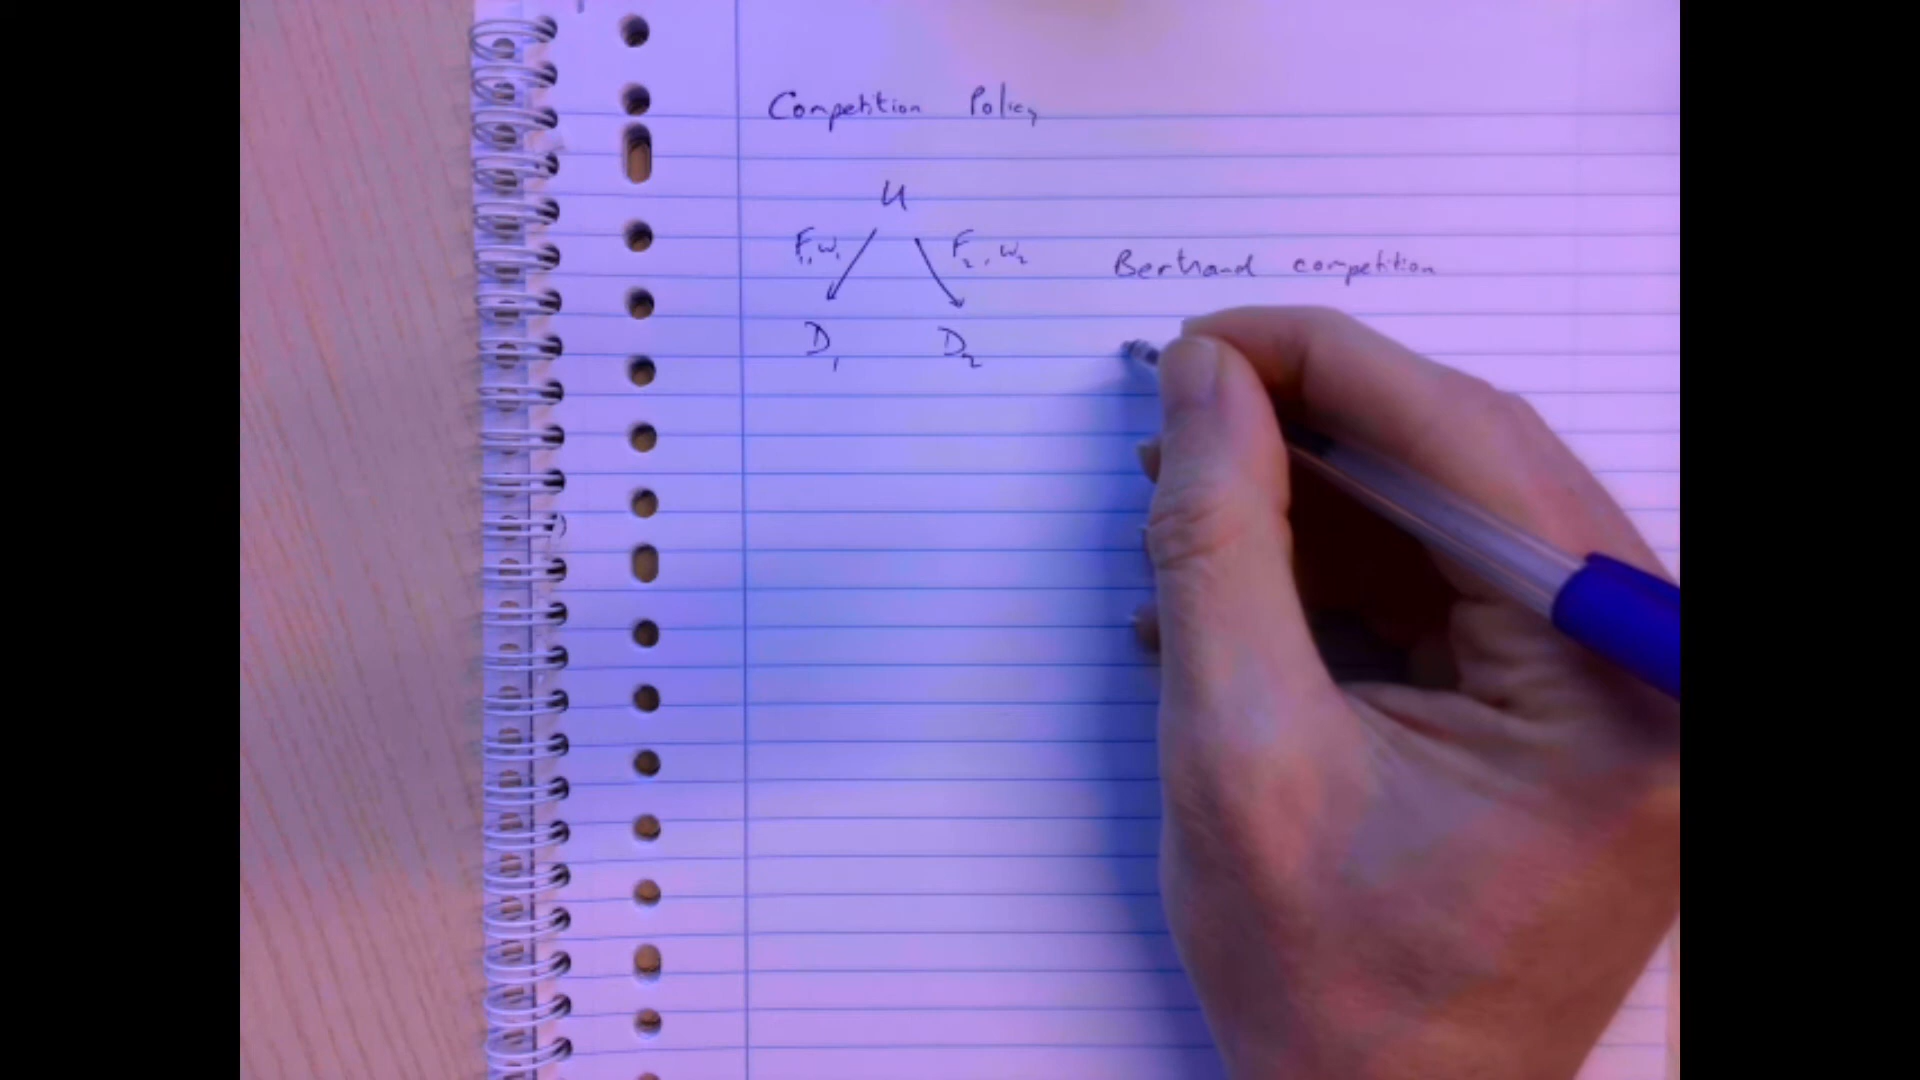 Competition Policy
U
F₁, w₁ F₂, w₂
Bertrand competition
D₁ D₂